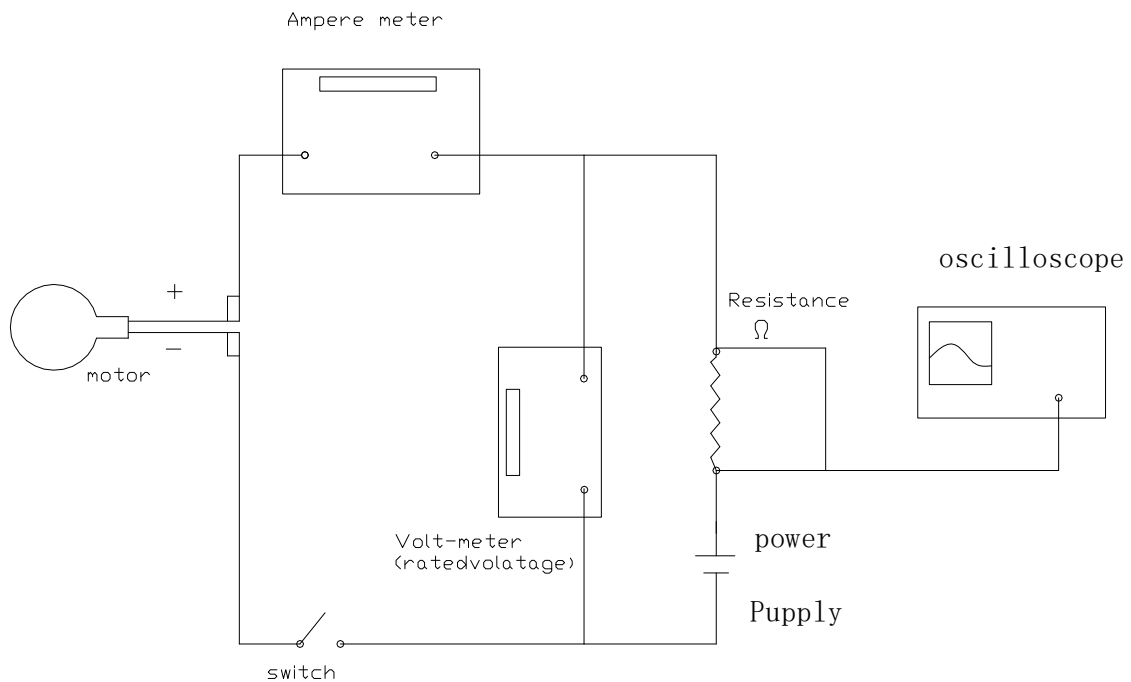 Ampere meter
oscilloscope
+
Resistance
Ω
−
motor
Volt-meter
(ratedvolatage)
power
Pupply
switch